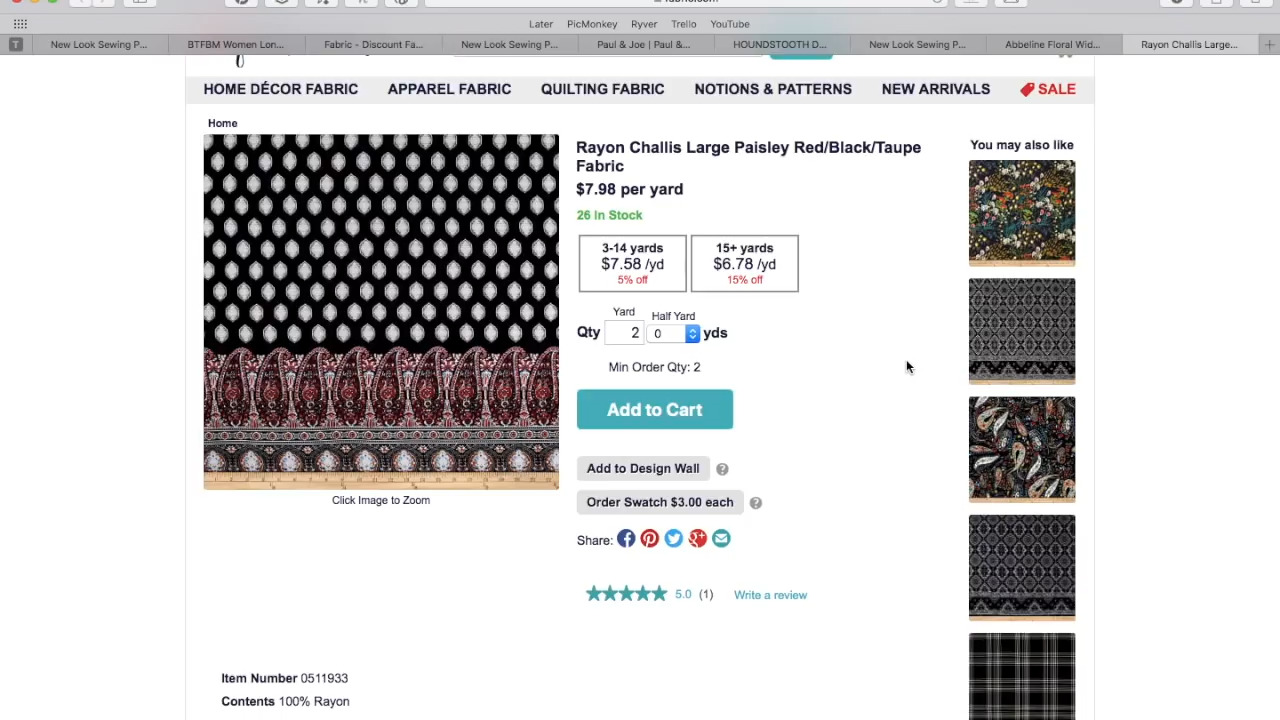 Later PicMonkey Ryver Trello YouTube
T New Look Sewing P... BTFBM Women Lon... Fabric - Discount Fa... New Look Sewing P... Paul & Joe | Paul &... HOUNDSTOOTH D... New Look Sewing P... Abbeline Floral Wid... Rayon Challis Large... +
HOME DÉCOR FABRIC APPAREL FABRIC QUILTING FABRIC NOTIONS & PATTERNS NEW ARRIVALS SALE
Home
Rayon Challis Large Paisley Red/Black/Taupe
Fabric
$7.98 per yard
26 In Stock
3-14 yards
$7.58 /yd
5% off
15+ yards
$6.78 /yd
15% off
Yard Half Yard
Qty 2 0 yds
Min Order Qty: 2
Add to Cart
Add to Design Wall ?
Order Swatch $3.00 each ?
Click Image to Zoom
Share:
5.0 (1) Write a review
Item Number 0511933
Contents 100% Rayon
You may also like